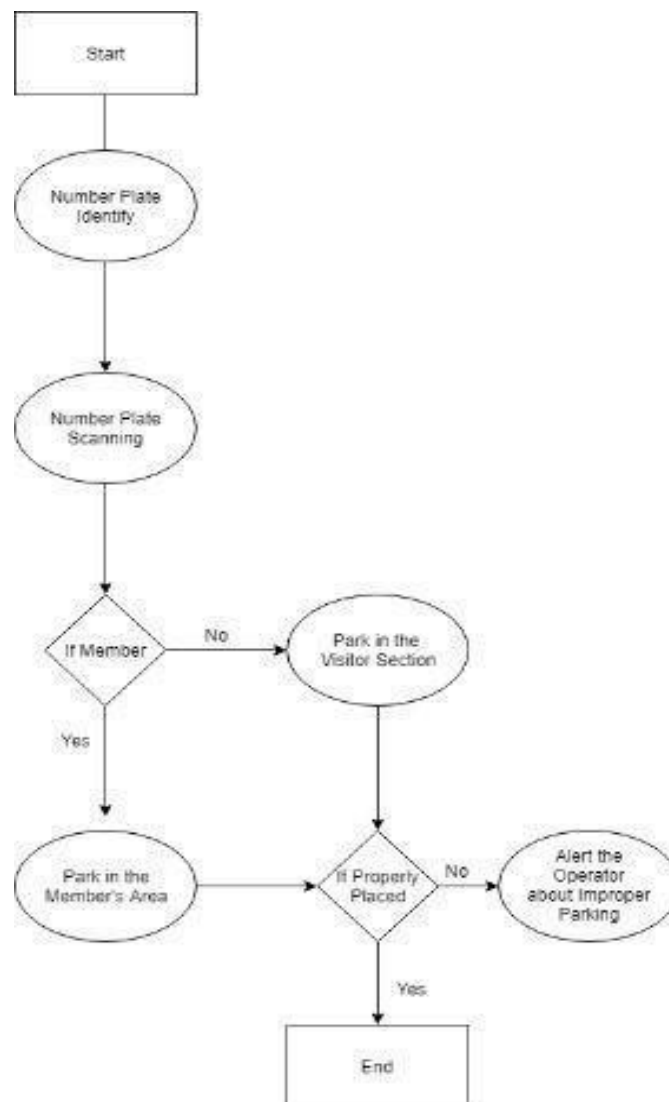 Start
Number Plate
Identify
Number Plate
Scanning
If Member
No
Park in the
Visitor Section
Yes
Park in the
Member's Area
If Properly
Placed
No
Alert the
Operator
about Improper
Parking
Yes
End